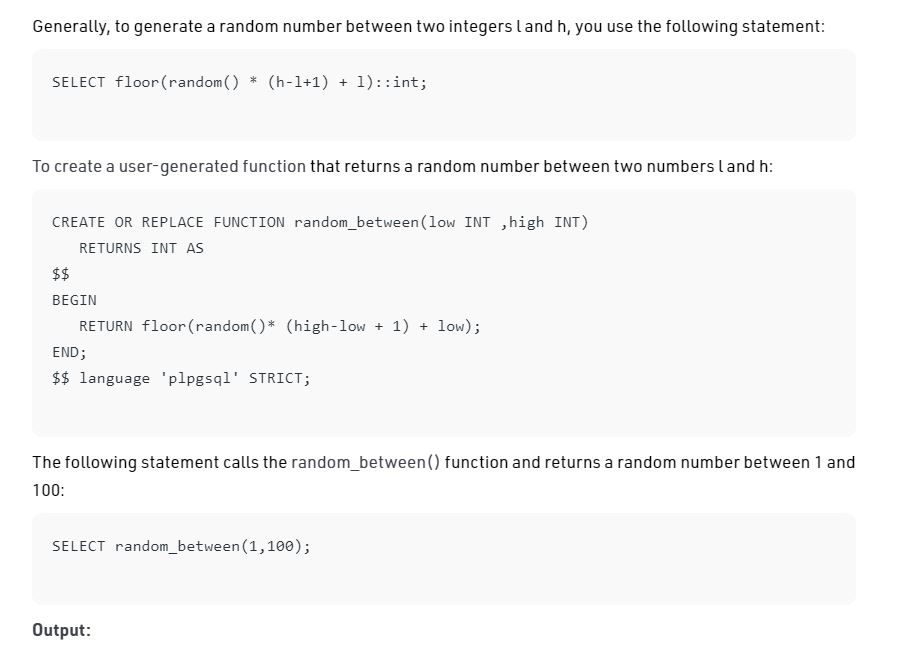 Generally, to generate a random number between two integers l and h, you use the following statement:
SELECT floor(random() * (h-l+1) + l)::int;
To create a user-generated function that returns a random number between two numbers l and h:
CREATE OR REPLACE FUNCTION random_between(low INT ,high INT)
   RETURNS INT AS
$$
BEGIN
   RETURN floor(random()* (high-low + 1) + low);
END;
$$ language 'plpgsql' STRICT;
The following statement calls the random_between() function and returns a random number between 1 and
100:
SELECT random_between(1,100);
Output: